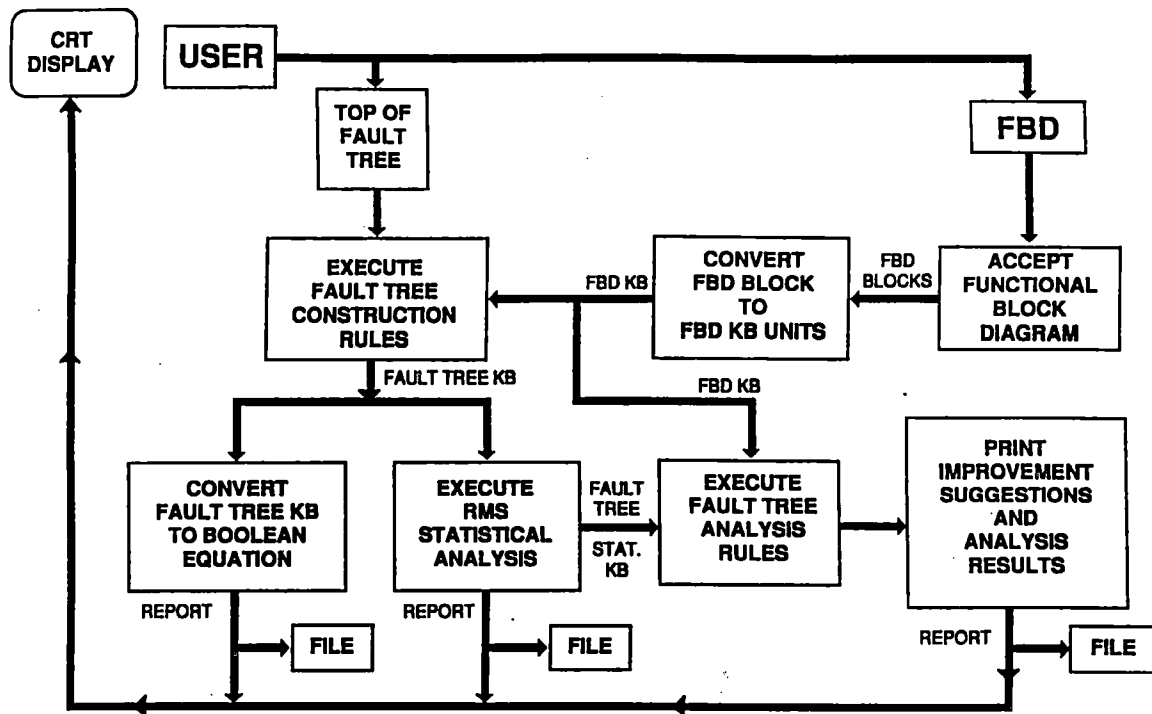 CRT
DISPLAY
USER
TOP OF
FAULT
TREE
FBD
EXECUTE
FAULT TREE
CONSTRUCTION
RULES
FBD KB
CONVERT
FBD BLOCK
TO
FBD KB UNITS
FBD
BLOCKS
ACCEPT
FUNCTIONAL
BLOCK
DIAGRAM
FAULT TREE KB
FBD KB
CONVERT
FAULT TREE KB
TO BOOLEAN
EQUATION
EXECUTE
RMS
STATISTICAL
ANALYSIS
FAULT
TREE
STAT.
KB
EXECUTE
FAULT TREE
ANALYSIS
RULES
PRINT
IMPROVEMENT
SUGGESTIONS
AND
ANALYSIS
RESULTS
REPORT
FILE
REPORT
FILE
REPORT
FILE